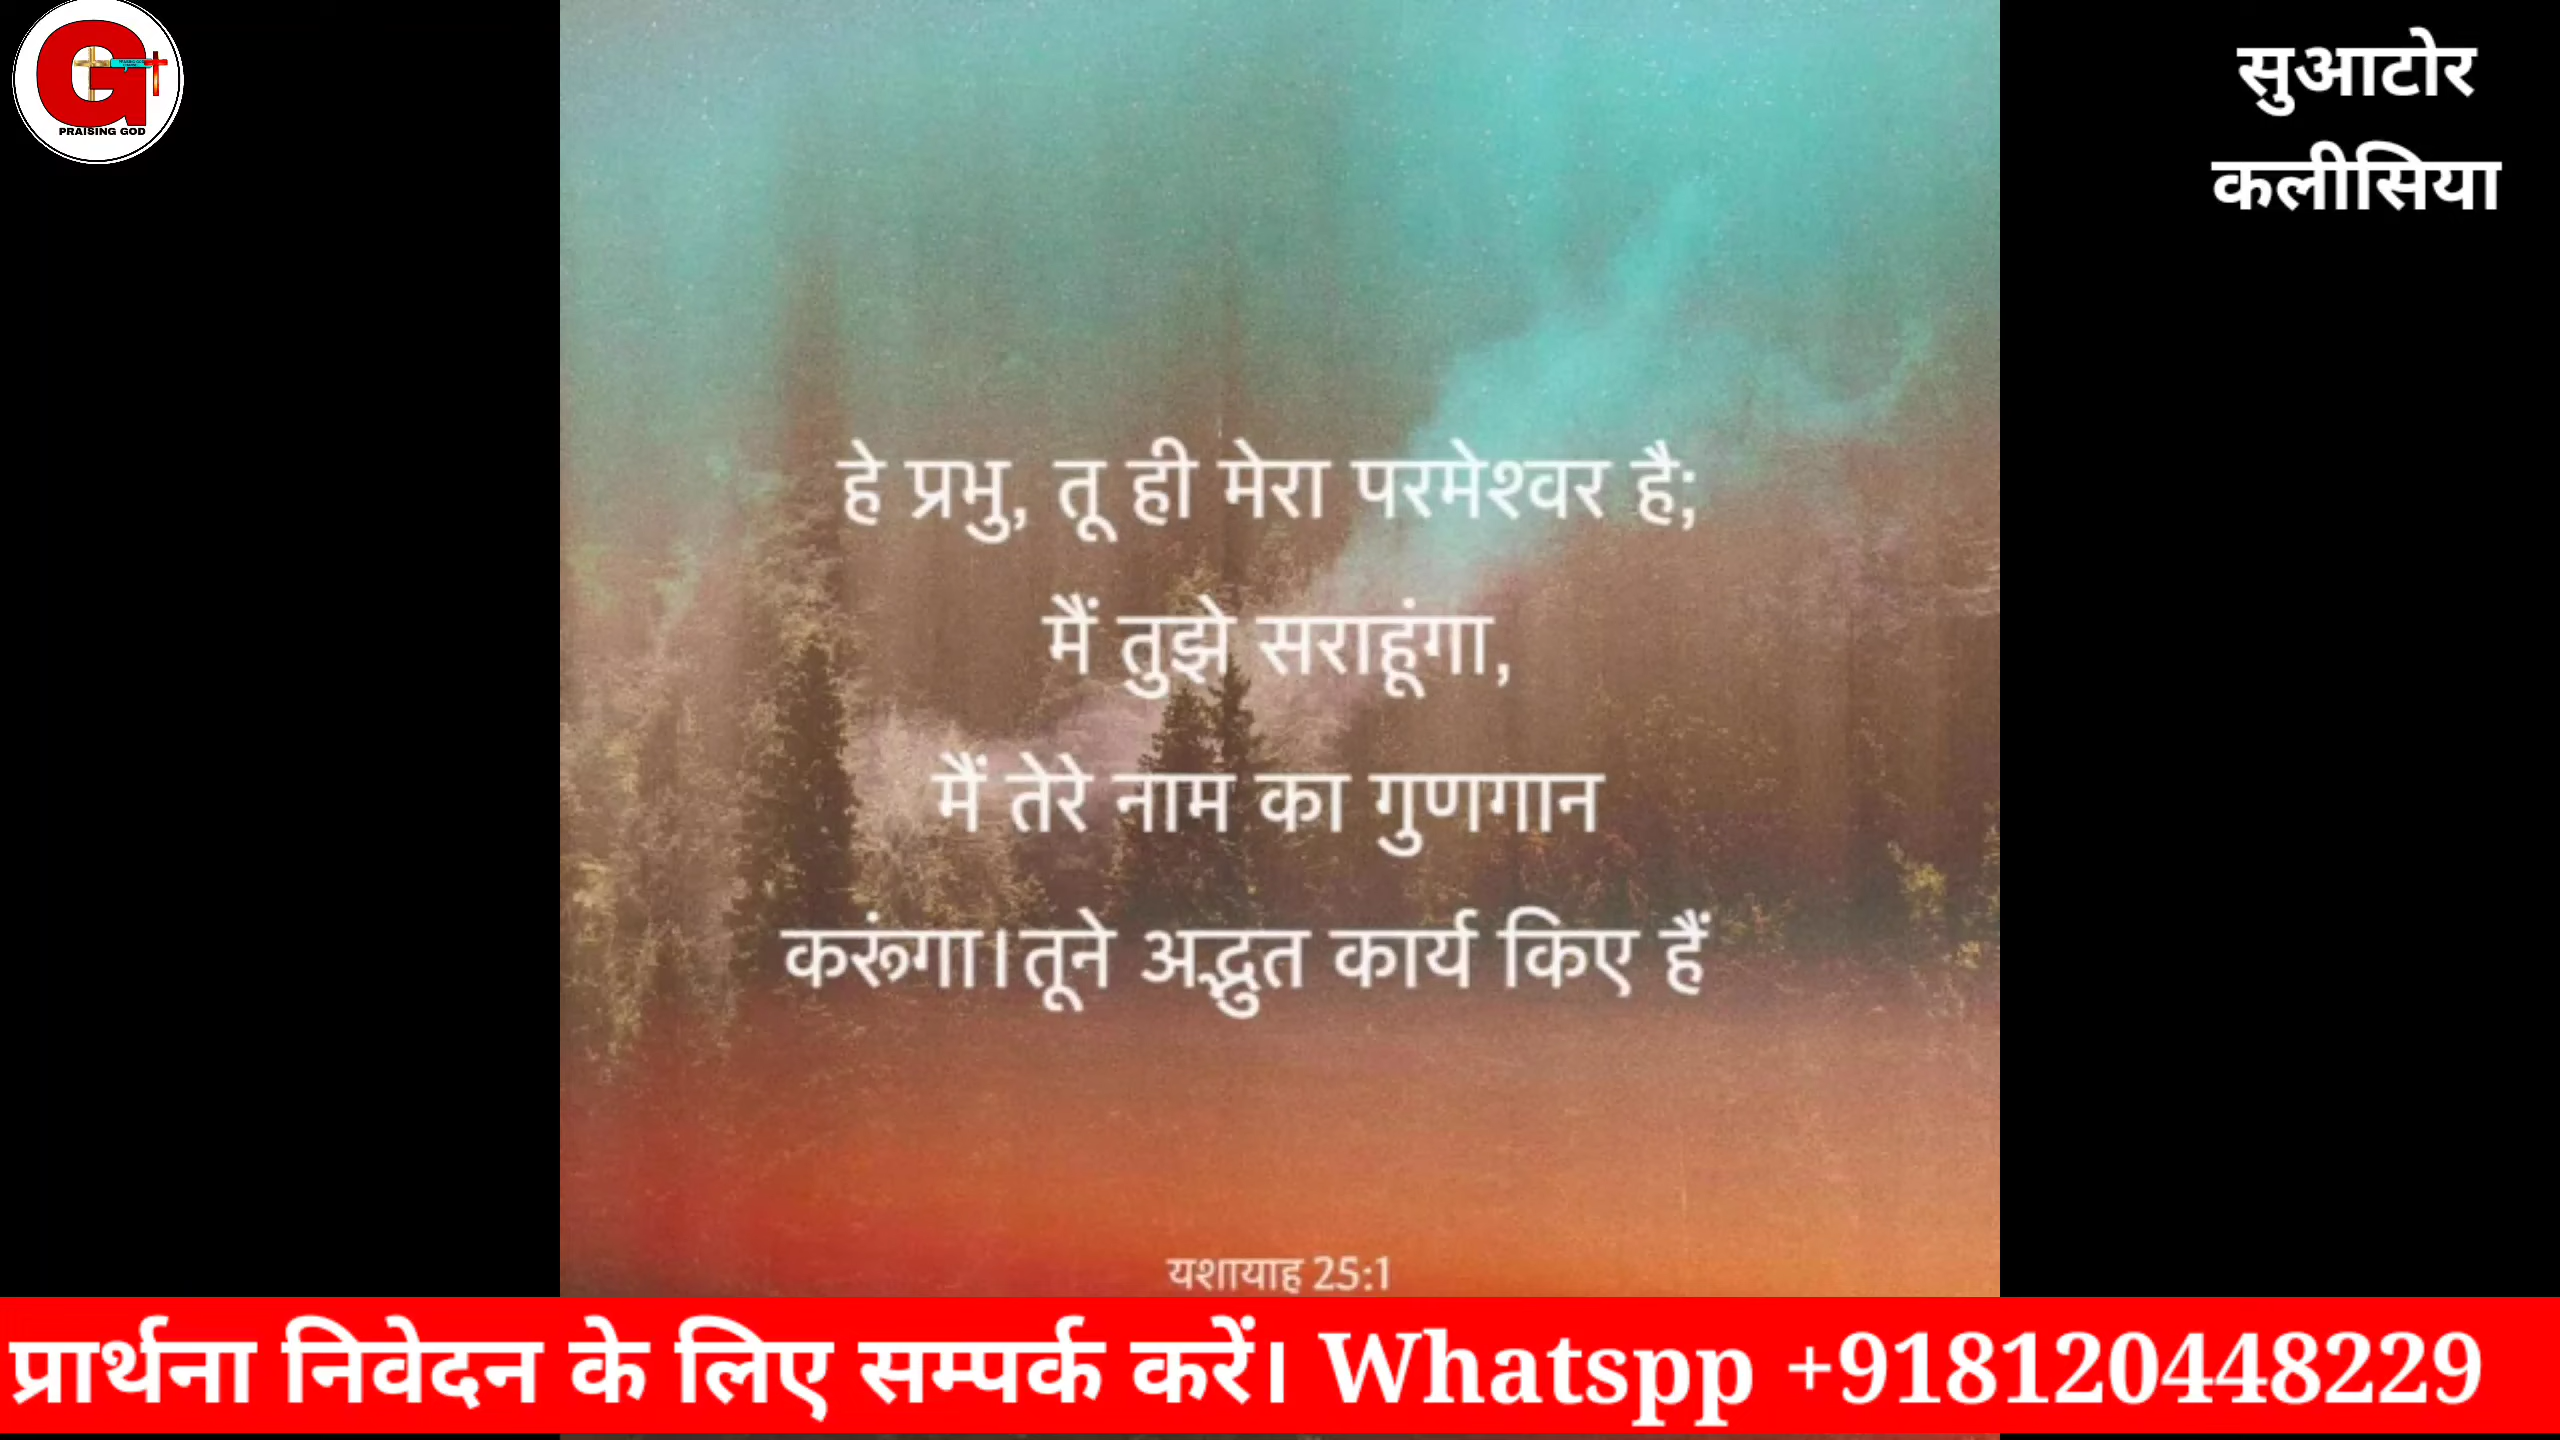 PRAISING GOD
सुआटोर
कलीसिया
हे प्रभु, तू ही मेरा परमेश्वर है;
मैं तुझे सराहूंगा,
मैं तेरे नाम का गुणगान
करूंगा।तूने अद्भुत कार्य किए हैं
यशायाह 25:1
प्रार्थना निवेदन के लिए सम्पर्क करें। Whatspp +918120448229